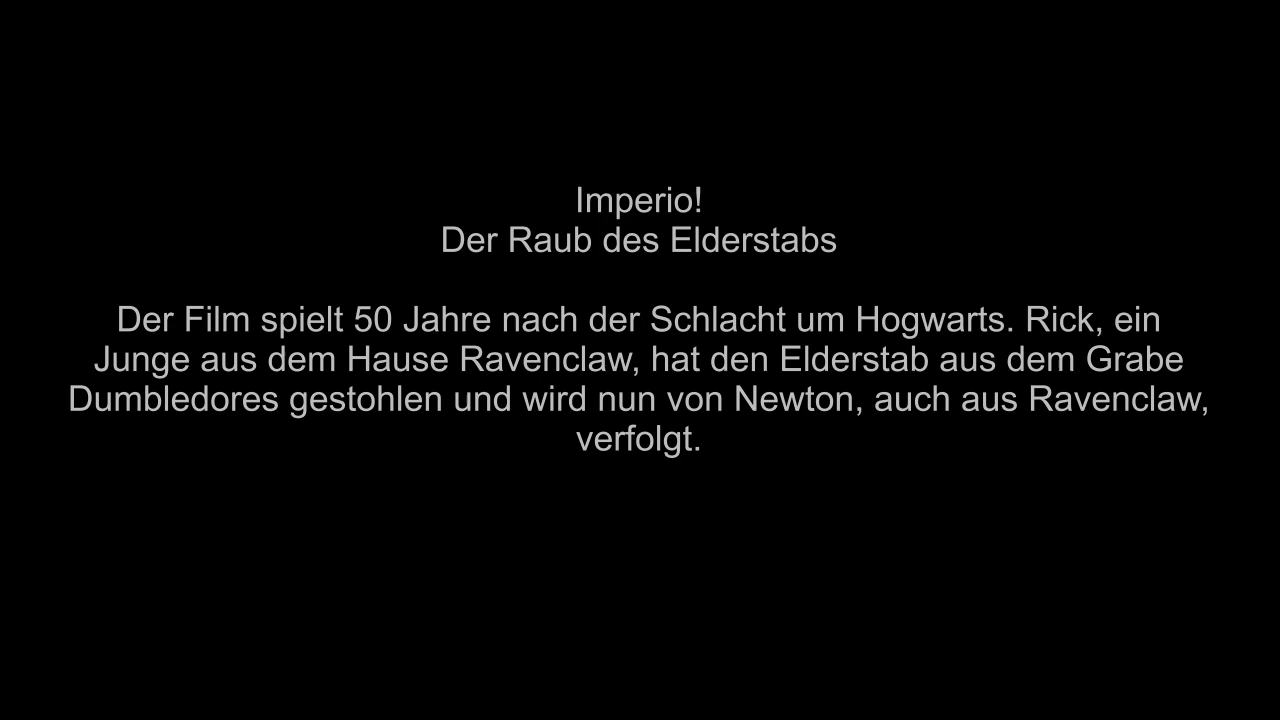 Imperio!
Der Raub des Elderstabs
Der Film spielt 50 Jahre nach der Schlacht um Hogwarts. Rick, ein
Junge aus dem Hause Ravenclaw, hat den Elderstab aus dem Grabe
Dumbledores gestohlen und wird nun von Newton, auch aus Ravenclaw,
verfolgt.